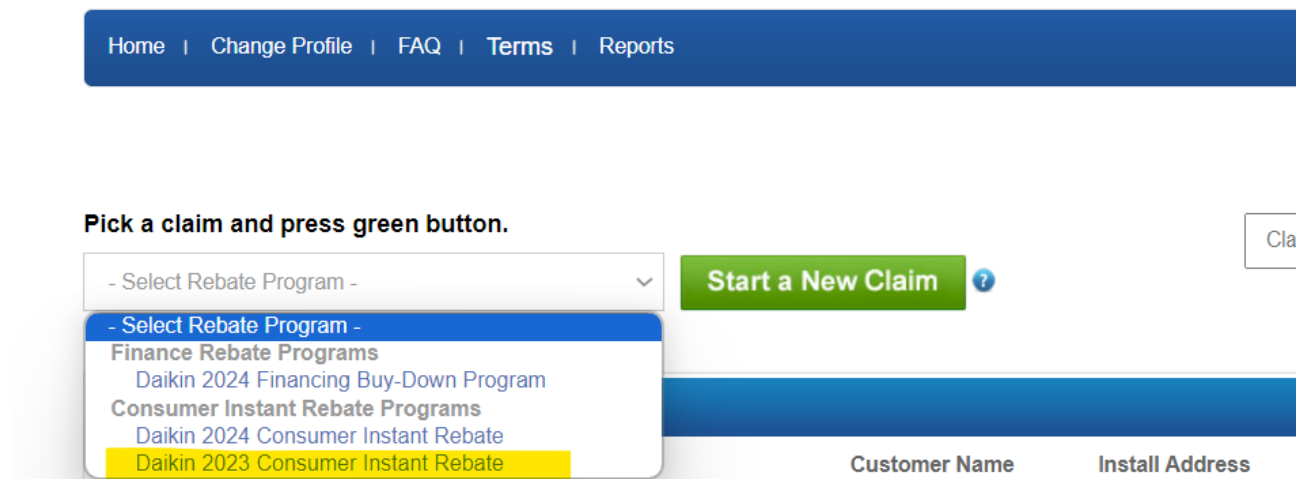 Home | Change Profile | FAQ | Terms | Reports
Pick a claim and press green button.
Cla
- Select Rebate Program -
Start a New Claim ?
- Select Rebate Program -
Finance Rebate Programs
Daikin 2024 Financing Buy-Down Program
Consumer Instant Rebate Programs
Daikin 2024 Consumer Instant Rebate
Daikin 2023 Consumer Instant Rebate
Customer Name Install Address